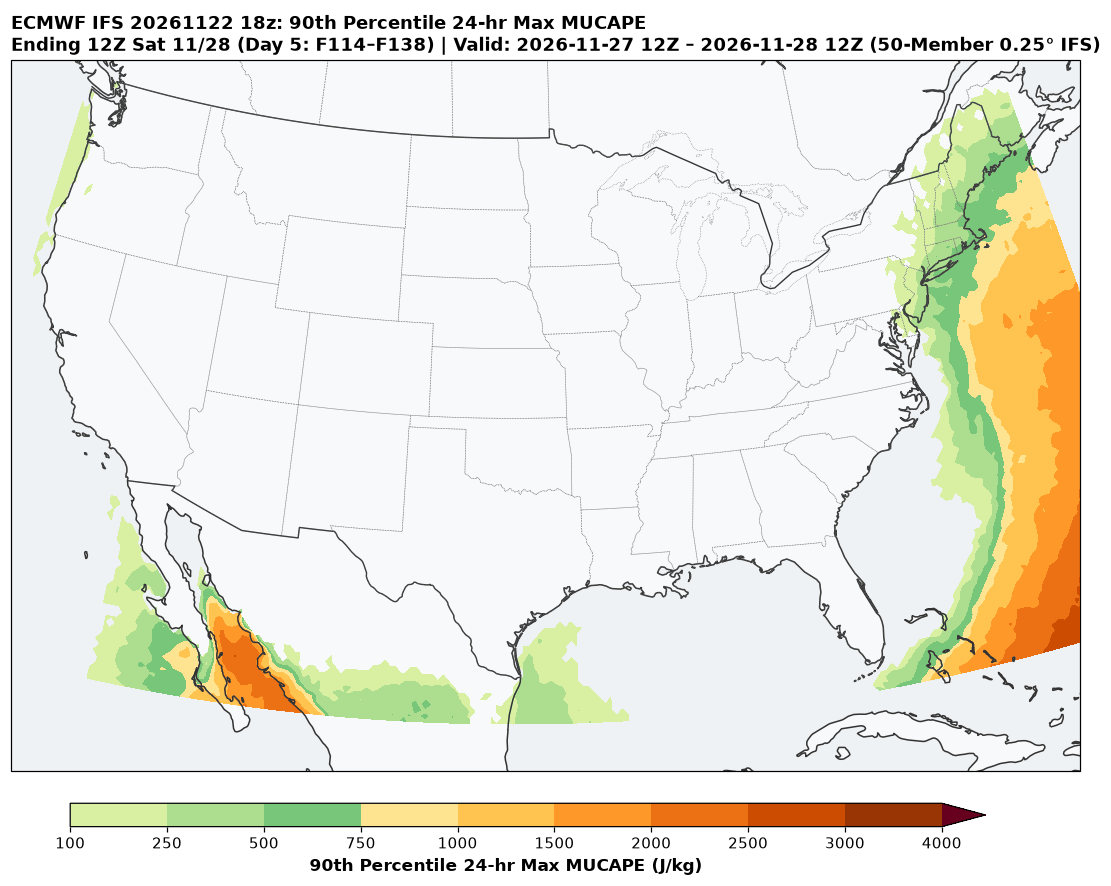 ECMWF IFS 20261122 18z: 90th Percentile 24-hr Max MUCAPE
Ending 12Z Sat 11/28 (Day 5: F114–F138) | Valid: 2026-11-27 12Z – 2026-11-28 12Z (50-Member 0.25° IFS)
100 250 500 750 1000 1500 2000 2500 3000 4000
90th Percentile 24-hr Max MUCAPE (J/kg)